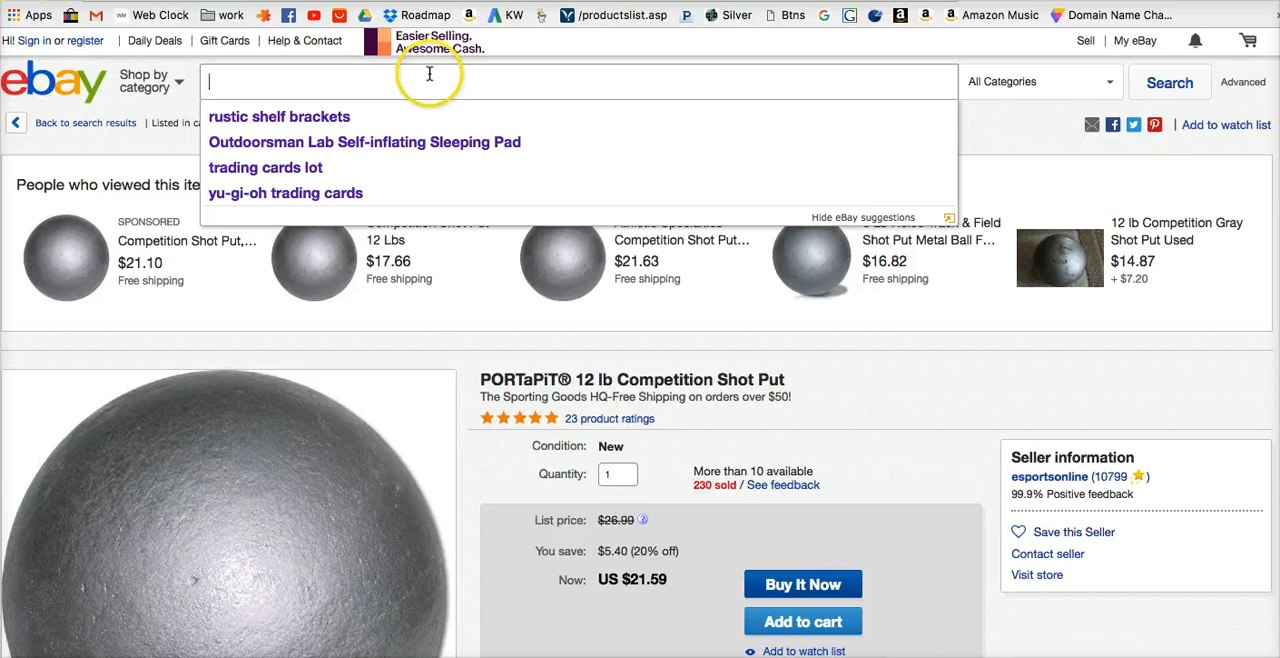 Apps Web Clock work Roadmap KW /productslist.asp Silver Btns Amazon Music Domain Name Cha...
Hi! Sign in or register | Daily Deals | Gift Cards | Help & Contact
Easier Selling.
Awesome Cash.
Sell | My eBay
ebay
Shop by
category
All Categories
Search
Advanced
rustic shelf brackets
Outdoorsman Lab Self-inflating Sleeping Pad
trading cards lot
yu-gi-oh trading cards
Hide eBay suggestions
Back to search results | Listed in ca
| Add to watch list
People who viewed this ite
SPONSORED
Competition Shot Put,...
$21.10
Free shipping
12 Lbs
$17.66
Free shipping
Competition Shot Put...
$21.63
Free shipping
& Field
Shot Put Metal Ball F...
$16.82
Free shipping
12 lb Competition Gray
Shot Put Used
$14.87
+ $7.20
PORTaPiT® 12 lb Competition Shot Put
The Sporting Goods HQ-Free Shipping on orders over $50!
23 product ratings
Condition: New
Quantity: 1
More than 10 available
230 sold / See feedback
List price: $26.99
You save: $5.40 (20% off)
Now: US $21.59
Buy It Now
Add to cart
Add to watch list
Seller information
esportsonline (10799)
99.9% Positive feedback
Save this Seller
Contact seller
Visit store